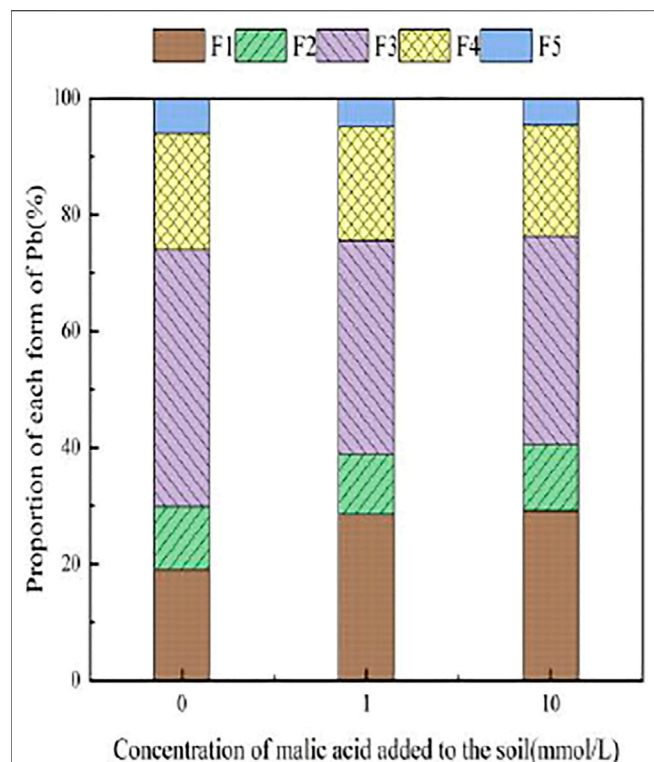 F1 F2 F3 F4 F5
100
80
60
40
20
0
Proportion of each form of Pb(%)
0 1 10
Concentration of malic acid added to the soil(mmol/L)